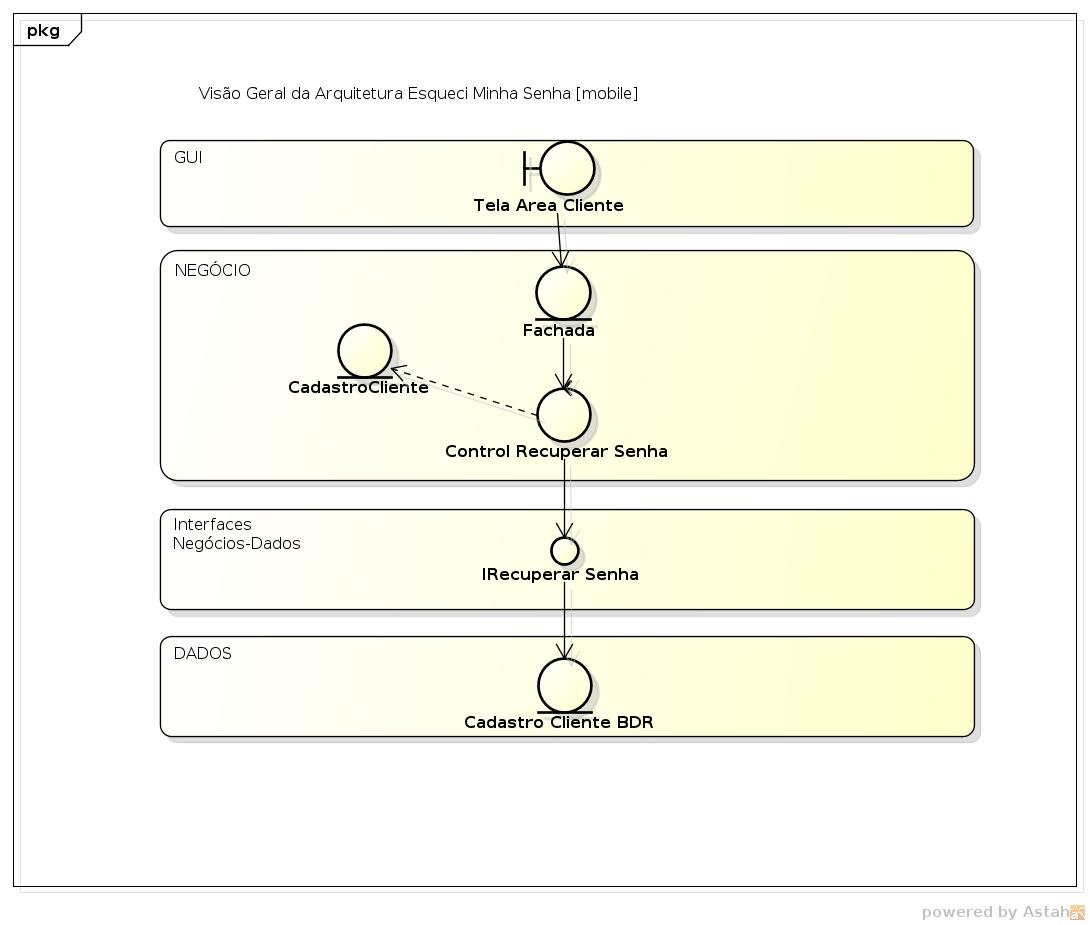 pkg
Visão Geral da Arquitetura Esqueci Minha Senha [mobile]
GUI
Tela Area Cliente
NEGÓCIO
Fachada
CadastroCliente
Control Recuperar Senha
Interfaces
Negócios-Dados
IRecuperar Senha
DADOS
Cadastro Cliente BDR
powered by Astah